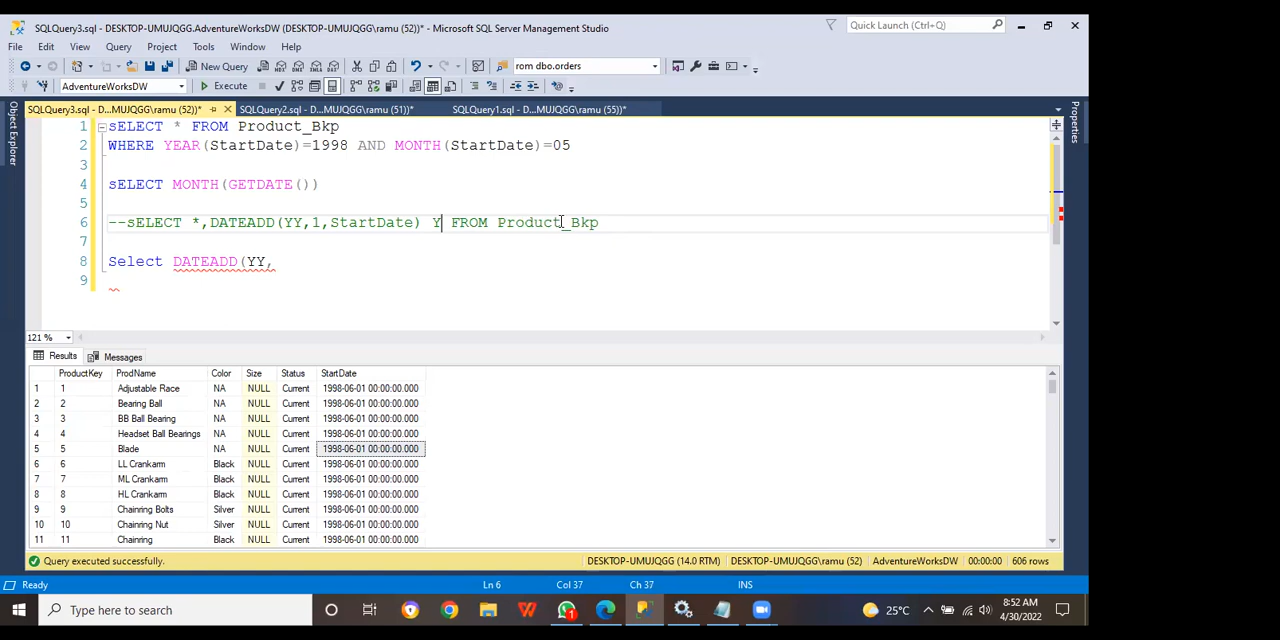 SQLQuery3.sql - DESKTOP-UMUJQGG.AdventureWorksDW (DESKTOP-UMUJQGG\ramu (52))* - Microsoft SQL Server Management Studio
Quick Launch (Ctrl+Q)
File Edit View Query Project Tools Window Help
New Query
rom dbo.orders
AdventureWorksDW
Execute
SQLQuery3.sql - D...MUJQGG\ramu (52))*
SQLQuery2.sql - D...MUJQGG\ramu (51))*
SQLQuery1.sql - D...MUJQGG\ramu (55))*
Object Explorer
Properties
1 sELECT * FROM Product_Bkp
2 WHERE YEAR(StartDate)=1998 AND MONTH(StartDate)=05
3
4 sELECT MONTH(GETDATE())
5
6 --sELECT *,DATEADD(YY,1,StartDate) Y FROM Product_Bkp
7
8 Select DATEADD(YY,
9
121 %
Results Messages
ProductKey ProdName Color Size Status StartDate
1 1 Adjustable Race NA NULL Current 1998-06-01 00:00:00.000
2 2 Bearing Ball NA NULL Current 1998-06-01 00:00:00.000
3 3 BB Ball Bearing NA NULL Current 1998-06-01 00:00:00.000
4 4 Headset Ball Bearings NA NULL Current 1998-06-01 00:00:00.000
5 5 Blade NA NULL Current 1998-06-01 00:00:00.000
6 6 LL Crankarm Black NULL Current 1998-06-01 00:00:00.000
7 7 ML Crankarm Black NULL Current 1998-06-01 00:00:00.000
8 8 HL Crankarm Black NULL Current 1998-06-01 00:00:00.000
9 9 Chainring Bolts Silver NULL Current 1998-06-01 00:00:00.000
10 10 Chainring Nut Silver NULL Current 1998-06-01 00:00:00.000
11 11 Chainring Black NULL Current 1998-06-01 00:00:00.000
Query executed successfully.
DESKTOP-UMUJQGG (14.0 RTM) DESKTOP-UMUJQGG\ramu (52) AdventureWorksDW 00:00:00 606 rows
Ready Ln 6 Col 37 Ch 37 INS
Type here to search
25°C
8:52 AM
4/30/2022